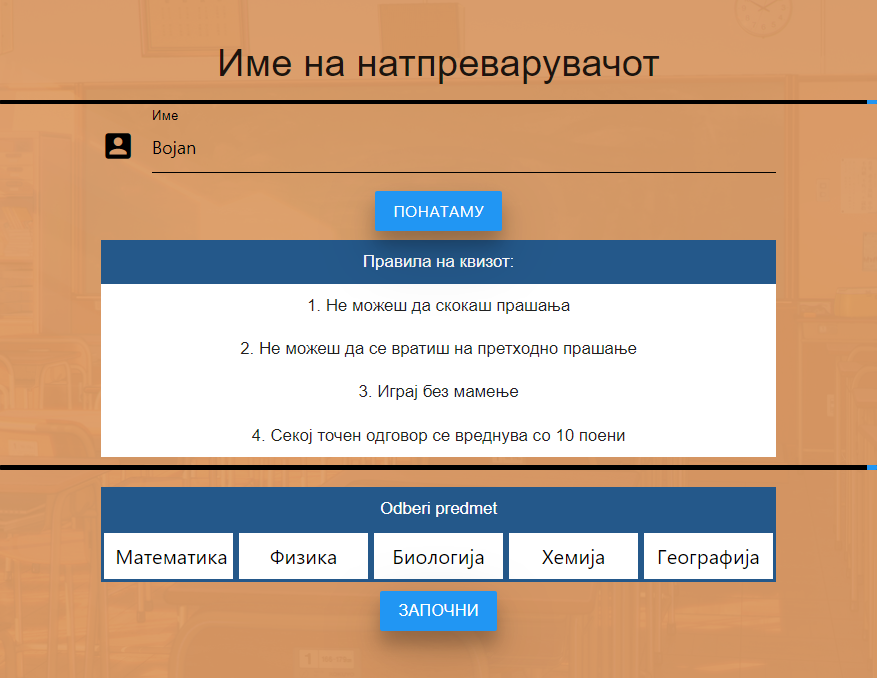 Име на натпреварувачот
Име
Bojan
ПОНАТАМУ
Правила на квизот:
1. Не можеш да скокаш прашања
2. Не можеш да се вратиш на претходно прашање
3. Играј без мамење
4. Секој точен одговор се вреднува со 10 поени
Odberi predmet
Математика Физика Биологија Хемија Географија
ЗАПОЧНИ